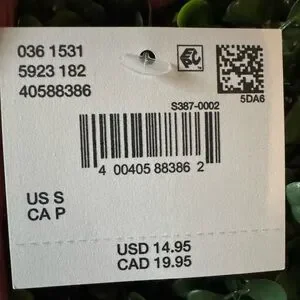 036 1531
5923 182
40588386
5DA6
S387-0002
4 00405 88386 2
US S
CA P
USD 14.95
CAD 19.95